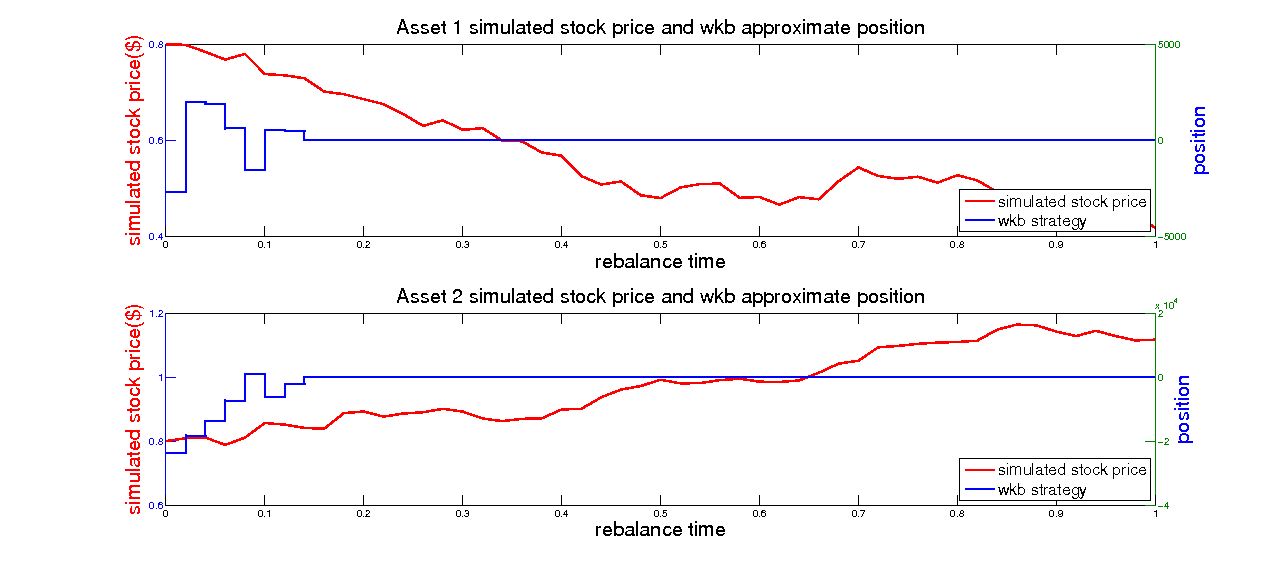 Asset 1 simulated stock price and wkb approximate position
simulated stock price($)
0.8
0.6
0.4
5000
0
-5000
position
simulated stock price
wkb strategy
0 0.1 0.2 0.3 0.4 0.5 0.6 0.7 0.8 0.9 1
rebalance time
Asset 2 simulated stock price and wkb approximate position
simulated stock price($)
1.2
1
0.8
0.6
x 10^4
2
0
-2
-4
position
simulated stock price
wkb strategy
0 0.1 0.2 0.3 0.4 0.5 0.6 0.7 0.8 0.9 1
rebalance time